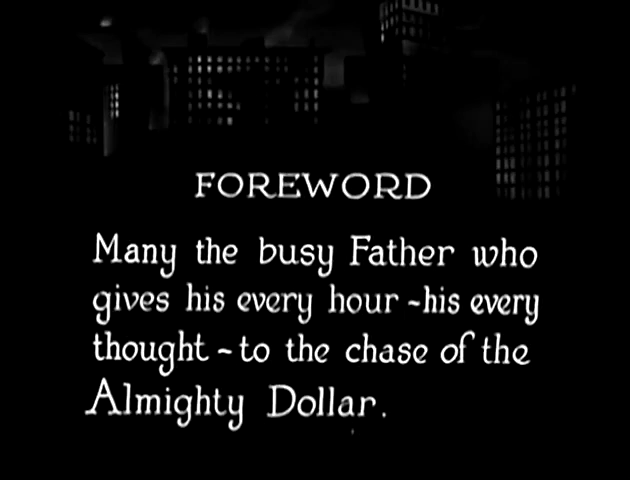 FOREWORD
Many the busy Father who
gives his every hour ~ his every
thought ~ to the chase of the
Almighty Dollar.